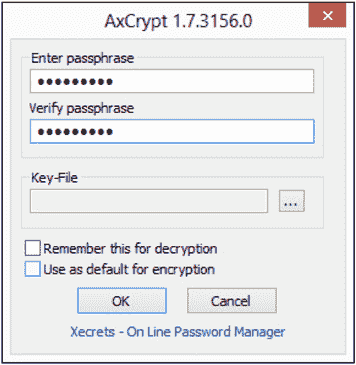 AxCrypt 1.7.3156.0
Enter passphrase
●●●●●●●●●
Verify passphrase
●●●●●●●●●
Key-File
...
Remember this for decryption
Use as default for encryption
OK Cancel
Xecrets - On Line Password Manager